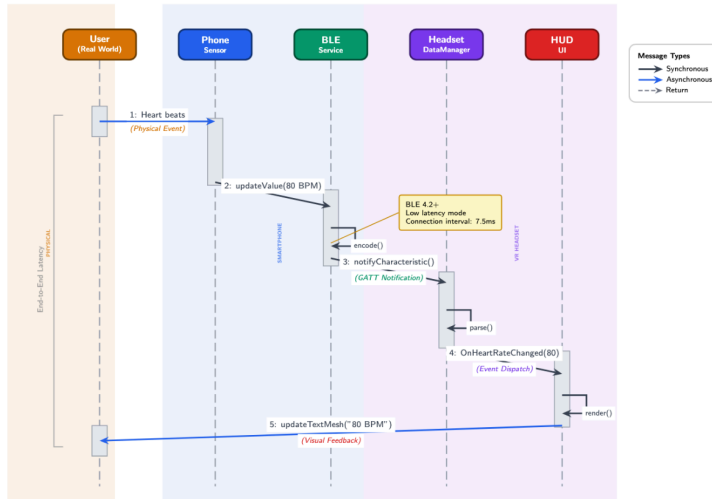 User
(Real World)
Phone
Sensor
BLE
Service
Headset
DataManager
HUD
UI
Message Types
Synchronous
Asynchronous
Return
1: Heart beats
(Physical Event)
2: updateValue(80 BPM)
BLE 4.2+
Low latency mode
Connection interval: 7.5ms
encode()
3: notifyCharacteristic()
(GATT Notification)
parse()
4: OnHeartRateChanged(80)
(Event Dispatch)
render()
5: updateTextMesh("80 BPM")
(Visual Feedback)
End-to-End Latency
PHYSICAL
SMARTPHONE
VR HEADSET